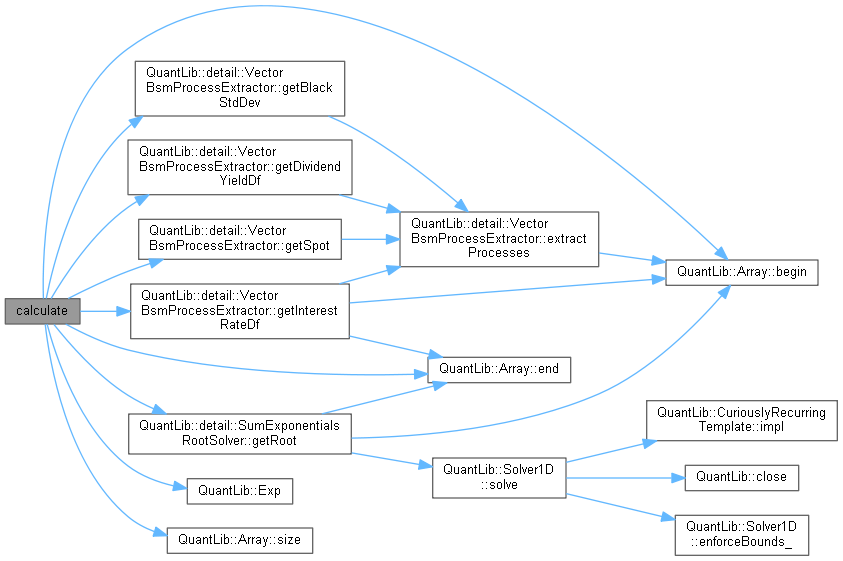 calculate
QuantLib::detail::Vector
BsmProcessExtractor::getBlack
StdDev
QuantLib::detail::Vector
BsmProcessExtractor::getDividend
YieldDf
QuantLib::detail::Vector
BsmProcessExtractor::getSpot
QuantLib::detail::Vector
BsmProcessExtractor::getInterest
RateDf
QuantLib::detail::SumExponentials
RootSolver::getRoot
QuantLib::Exp
QuantLib::Array::size
QuantLib::detail::Vector
BsmProcessExtractor::extract
Processes
QuantLib::Array::end
QuantLib::Solver1D
::solve
QuantLib::Array::begin
QuantLib::CuriouslyRecurring
Template::impl
QuantLib::close
QuantLib::Solver1D
::enforceBounds_